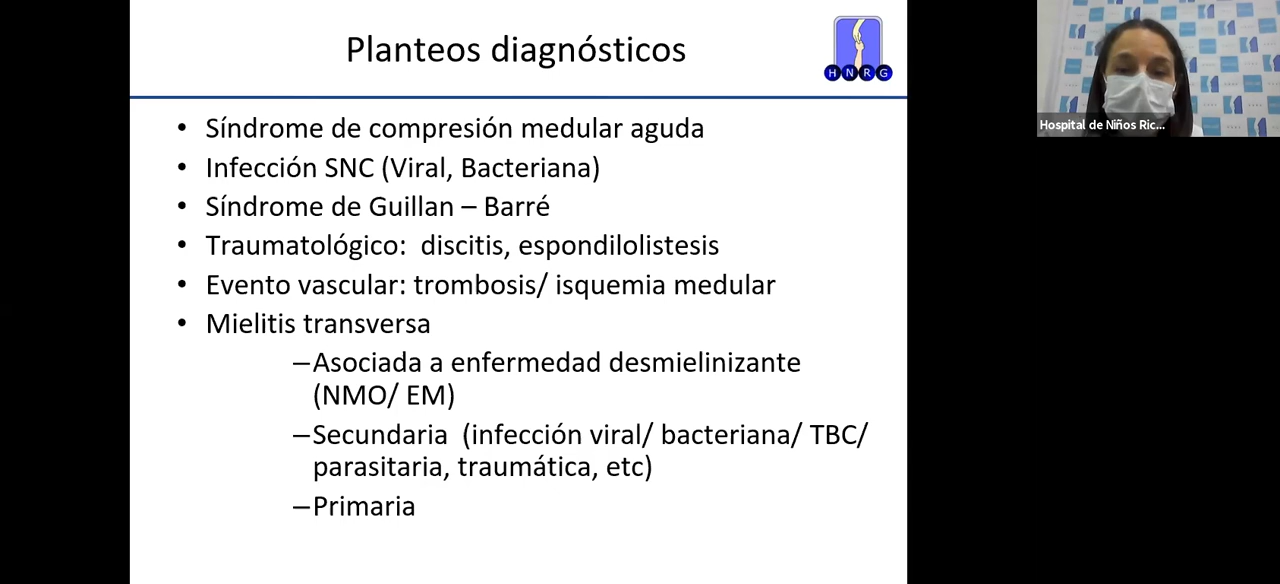 Planteos diagnósticos
H N R G
• Síndrome de compresión medular aguda
• Infección SNC (Viral, Bacteriana)
• Síndrome de Guillan – Barré
• Traumatológico:  discitis, espondilolistesis
• Evento vascular: trombosis/ isquemia medular
• Mielitis transversa
–Asociada a enfermedad desmielinizante
(NMO/ EM)
–Secundaria  (infección viral/ bacteriana/ TBC/
parasitaria, traumática, etc)
–Primaria
Hospital de Niños Ric...